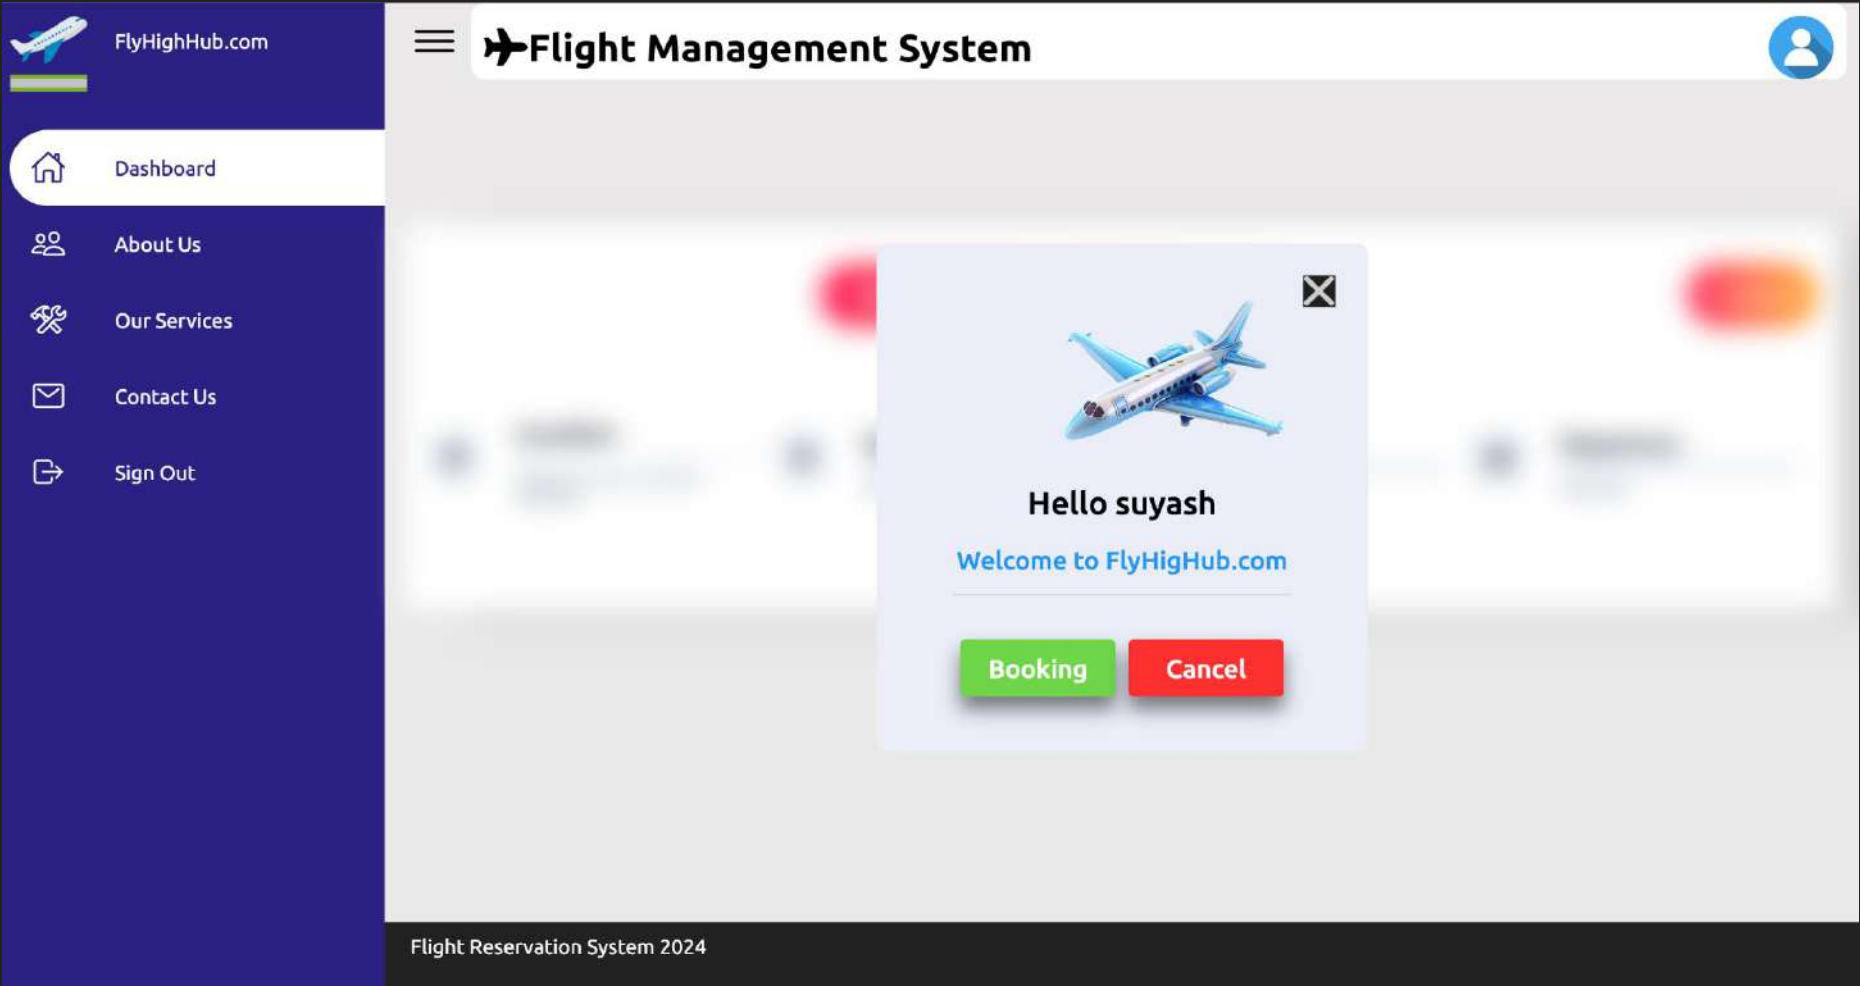 FlyHighHub.com
Flight Management System
Dashboard
About Us
Our Services
Contact Us
Sign Out
Hello suyash
Welcome to FlyHigHub.com
Booking
Cancel
Flight Reservation System 2024